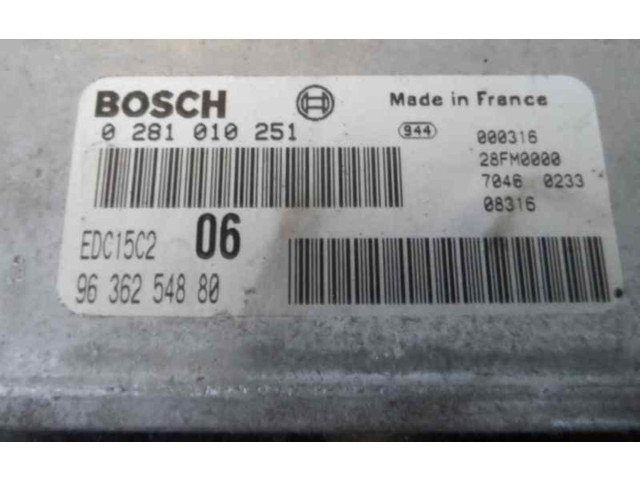 BOSCH
Made in France
0 281 010 251
944
000316
28FM0000
7046 0233
08316
EDC15C2 06
96 362 548 80